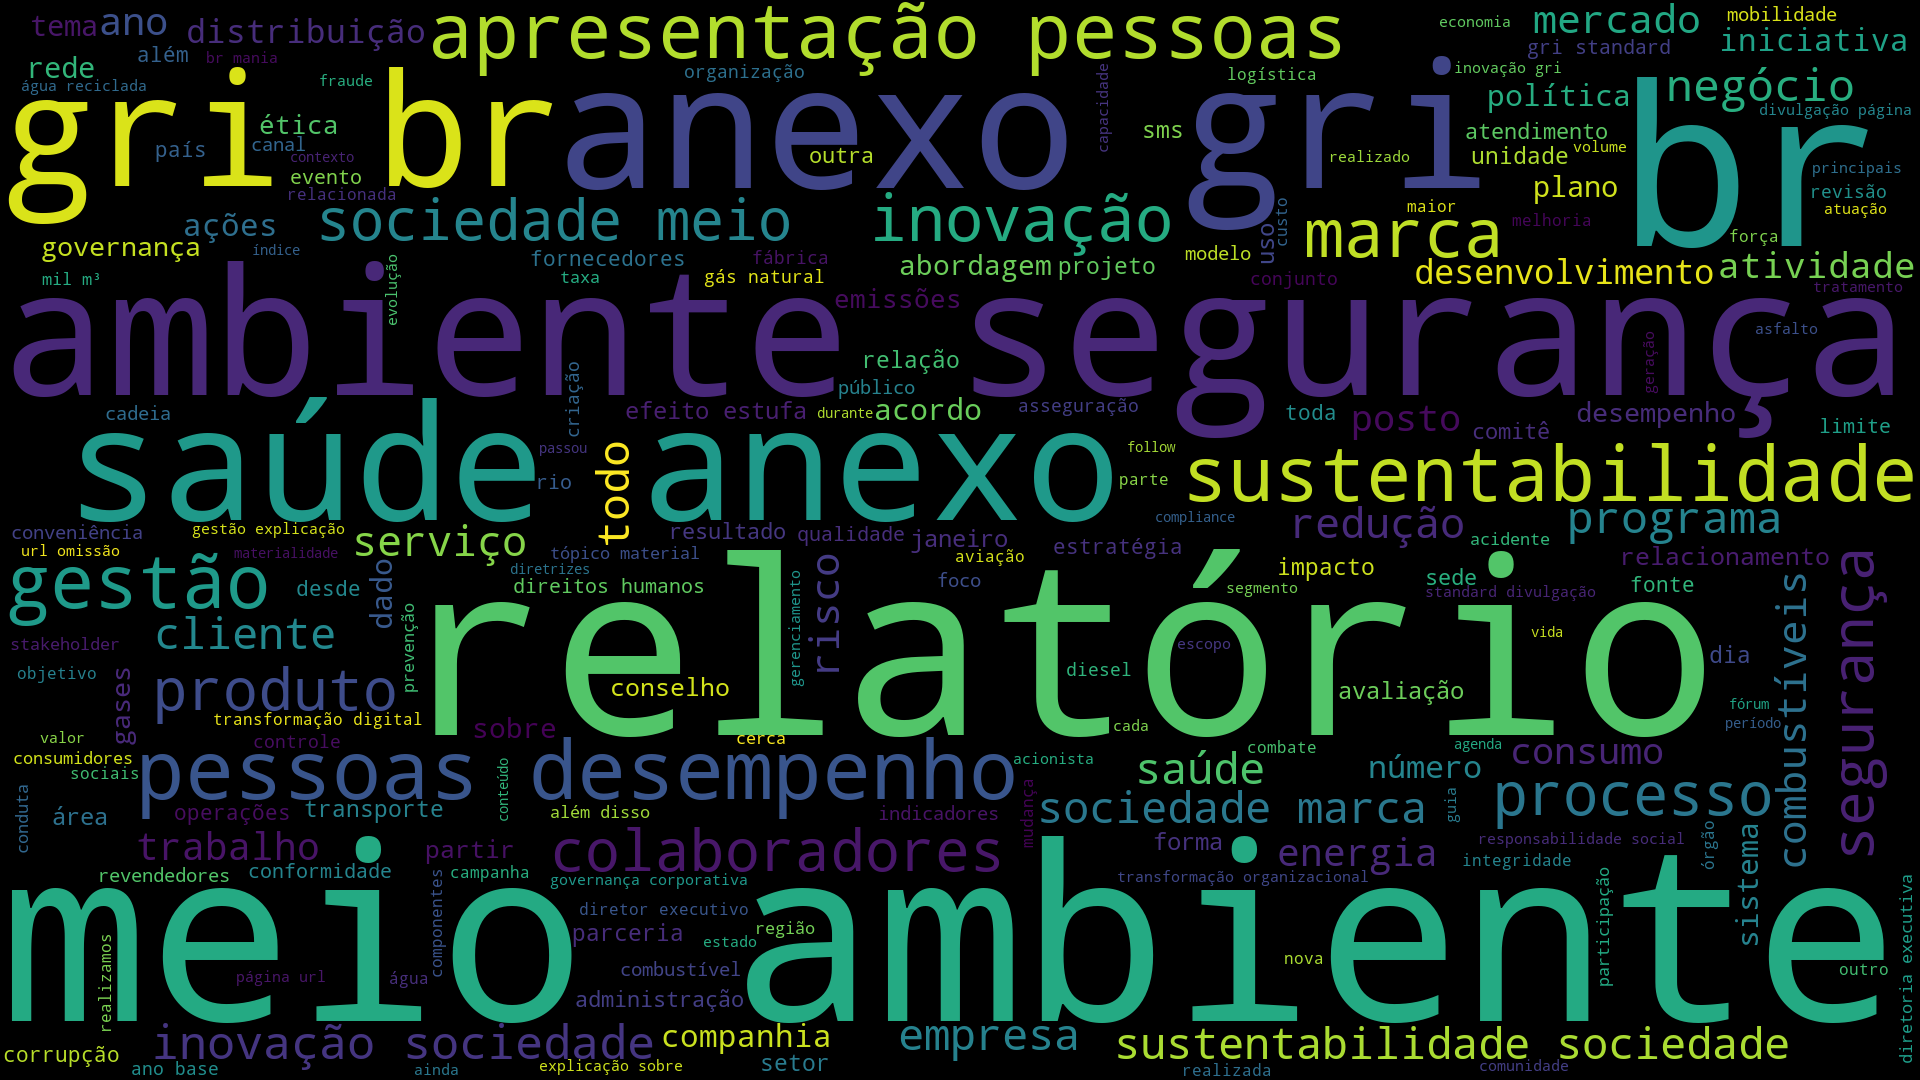 tema
ano
distribuição
apresentação pessoas
economia
mercado
mobilidade
iniciativa
rede
além
br mania
organização
logística
gri standard
inovação gri
água reciclada
fraude
gri br
anexo gri
br
capacidade
política
negócio
divulgação página
ética
canal
país
contexto
evento
relacionada
outra
sms
realizado
atendimento
unidade
volume
principais
plano
revisão
atuação
ações
sociedade meio
inovação
uso
custo
maior
marca
melhoria
força
governança
índice
fornecedores
fábrica
modelo
abordagem
projeto
desenvolvimento
atividade
mil m³
evolução
taxa
gás natural
conjunto
tratamento
ambiente segurança
emissões
geração
asfalto
relação
público
criação
cadeia
efeito estufa
durante
acordo
asseguração
toda
posto
comitê
desempenho
limite
saúde anexo
passou
rio
todo
follow
parte
sustentabilidade
conveniência
gestão explicação
serviço
resultado
qualidade
janeiro
compliance
redução
programa
url omissão
materialidade
tópico material
aviação
estratégia
acidente
relacionamento
gestão
desde
dado
diretrizes
direitos humanos
foco
impacto
segmento
sede
standard divulgação
fonte
combustíveis
segurança
relatório
prevenção
gerenciamento
risco
stakeholder
cliente
vida
escopo
dia
objetivo
gases
produto
conselho
diesel
avaliação
fórum
período
transformação digital
sobre
cada
valor
controle
cerca
combate
agenda
consumo
consumidores
sociais
pessoas desempenho
conteúdo
acionista
saúde
número
processo
conduta
área
operações
transporte
além disso
indicadores
mudança
sociedade marca
guia
trabalho
partir
colaboradores
forma
energia
responsabilidade social
integridade
órgão
sistema
revendedores
conformidade
campanha
governança corporativa
transformação organizacional
meio ambiente
componentes
diretor executivo
parceria
região
estado
participação
diretoria executiva
realizamos
página url
água
combustível
nova
outro
administração
corrupção
inovação sociedade
companhia
empresa
sustentabilidade sociedade
ano base
ainda
explicação sobre
setor
realizada
comunidade